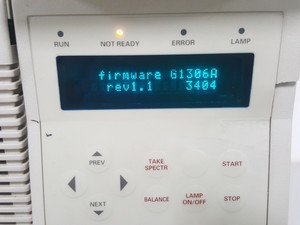 RUN NOT READY ERROR LAMP
firmware G1306A
rev1.1 3404
PREV
TAKE
SPECTR
START
NEXT
BALANCE
LAMP
ON/OFF
STOP